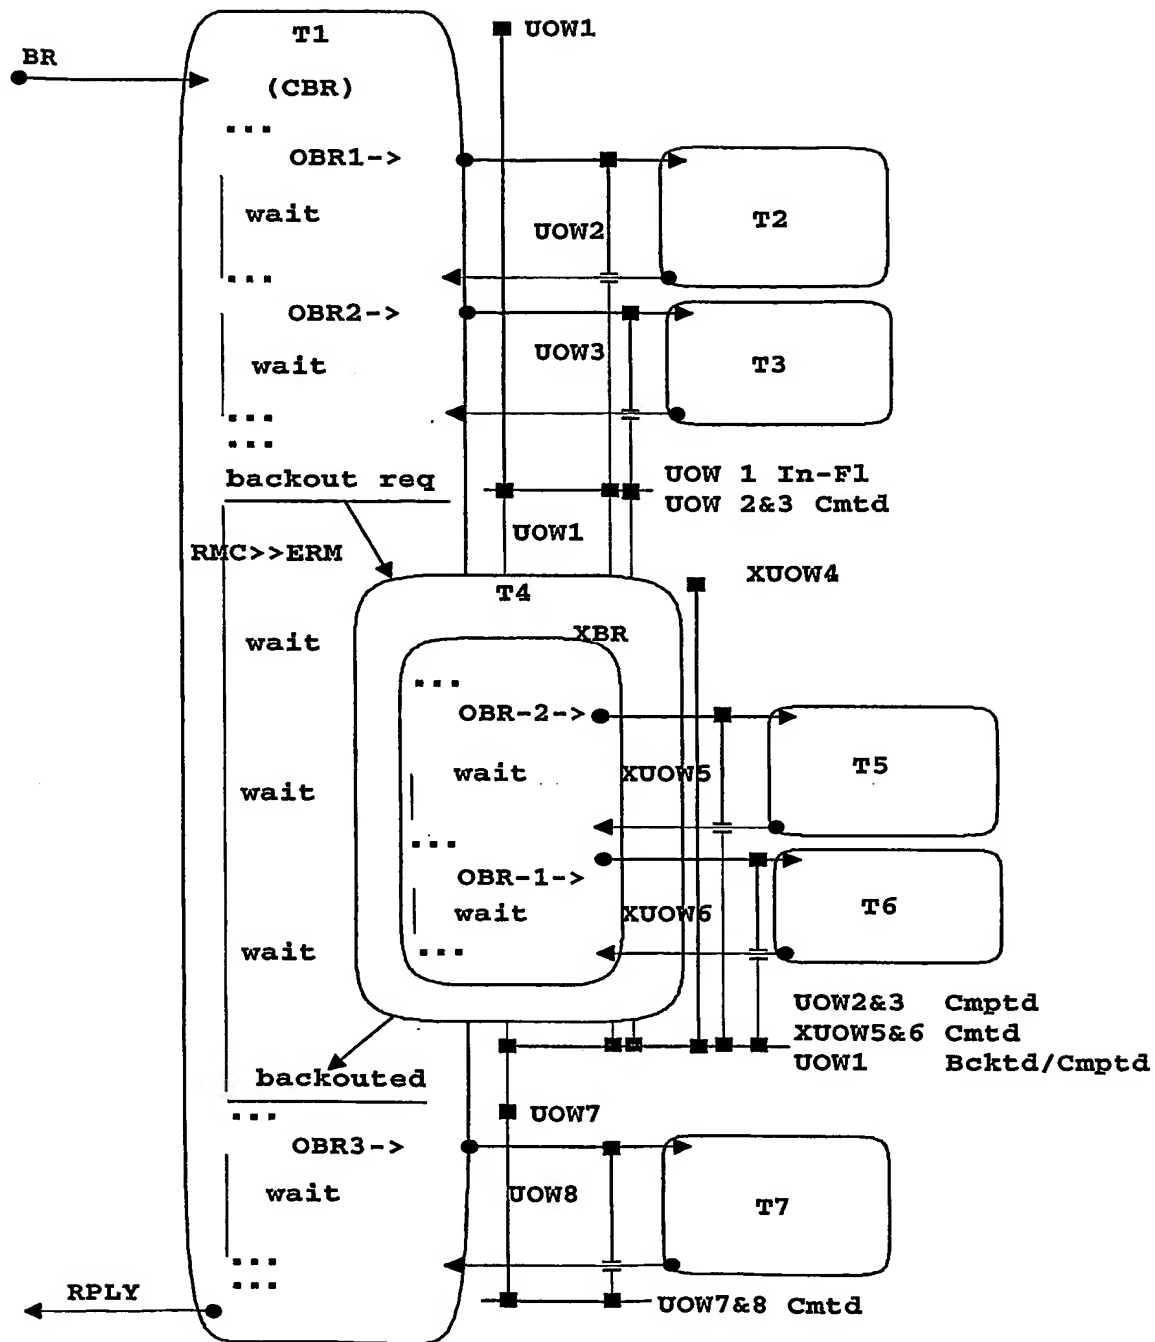 T1
UOW1
BR
(CBR)
...
OBR1->
wait
UOW2
T2
...
OBR2->
UOW3
wait
T3
...
...
backout req
UOW 1 In-Fl
UOW 2&3 Cmtd
UOW1
RMC>>ERM
XUOW4
T4
wait
XBR
...
OBR-2->
wait
XUOW5
T5
wait
...
OBR-1->
wait
XUOW6
T6
wait
...
UOW2&3 Cmptd
XUOW5&6 Cmtd
UOW1 Bcktd/Cmptd
backouted
...
UOW7
OBR3->
wait
UOW8
T7
...
...
RPLY
UOW7&8 Cmtd